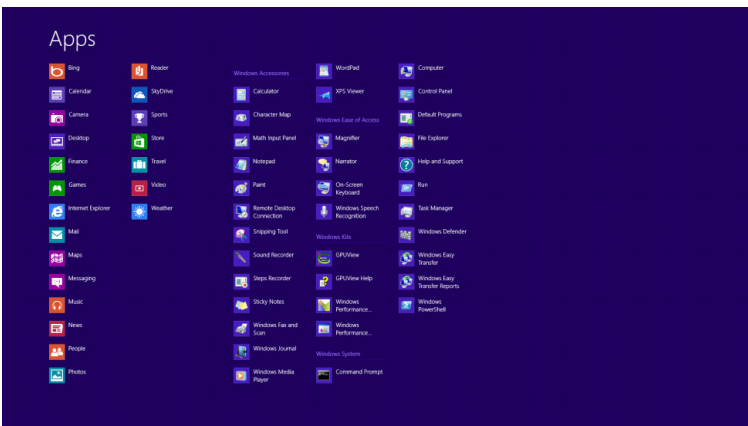 Apps
Bing
Calendar
Camera
Desktop
Finance
Games
Internet Explorer
Mail
Maps
Messaging
Music
News
People
Photos
Reader
SkyDrive
Sports
Store
Travel
Video
Weather
Windows Accessories
Calculator
Character Map
Math Input Panel
Notepad
Paint
Remote Desktop
Connection
Snipping Tool
Sound Recorder
Steps Recorder
Sticky Notes
Windows Fax and
Scan
Windows Journal
Windows Media
Player
WordPad
XPS Viewer
Windows Ease of Access
Magnifier
Narrator
On-Screen
Keyboard
Windows Speech
Recognition
Windows Kits
GPUView
GPUView Help
Windows
Performance...
Windows
Performance...
Windows System
Command Prompt
Computer
Control Panel
Default Programs
File Explorer
Help and Support
Run
Task Manager
Windows Defender
Windows Easy
Transfer
Windows Easy
Transfer Reports
Windows
PowerShell